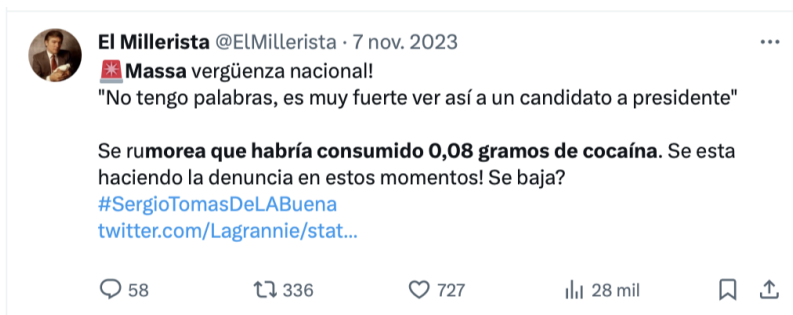 El Millerista @ElMillerista · 7 nov. 2023
🚨Massa vergüenza nacional!
"No tengo palabras, es muy fuerte ver así a un candidato a presidente"
Se rumorea que habría consumido 0,08 gramos de cocaína. Se esta
haciendo la denuncia en estos momentos! Se baja?
#SergioTomasDeLABuena
twitter.com/Lagrannie/stat...
58 336 727 28 mil